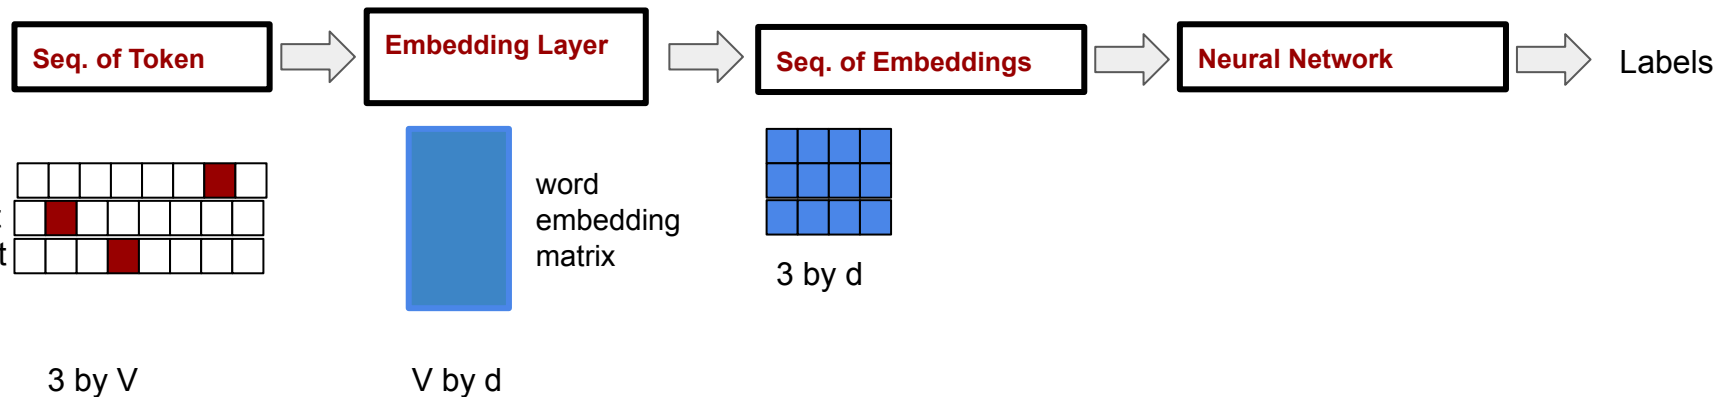 Seq. of Token
Embedding Layer
Seq. of Embeddings
Neural Network
Labels
word
embedding
matrix
t
3 by d
3 by V
V by d